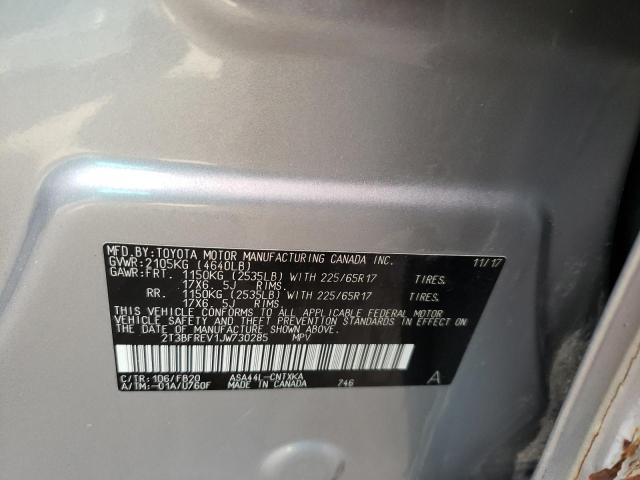 MFD.BY:TOYOTA MOTOR MANUFACTURING CANADA INC. 11/17
GVWR:2105KG (4640LB)
GAWR:FRT. 1150KG (2535LB) WITH 225/65R17 TIRES.
17X6.5J RIMS.
RR. 1150KG (2535LB) WITH 225/65R17 TIRES.
17X6.5J RIMS.
THIS VEHICLE CONFORMS TO ALL APPLICABLE FEDERAL MOTOR
VEHICLE SAFETY AND THEFT PREVENTION STANDARDS IN EFFECT
ON THE DATE OF MANUFACTURE SHOWN ABOVE.
2T3BFREV1JW730285 MPV
C/TR:1D6/FB20 ASA44L-CNTXKA A
A/TM:-01A/U760F MADE IN CANADA 746